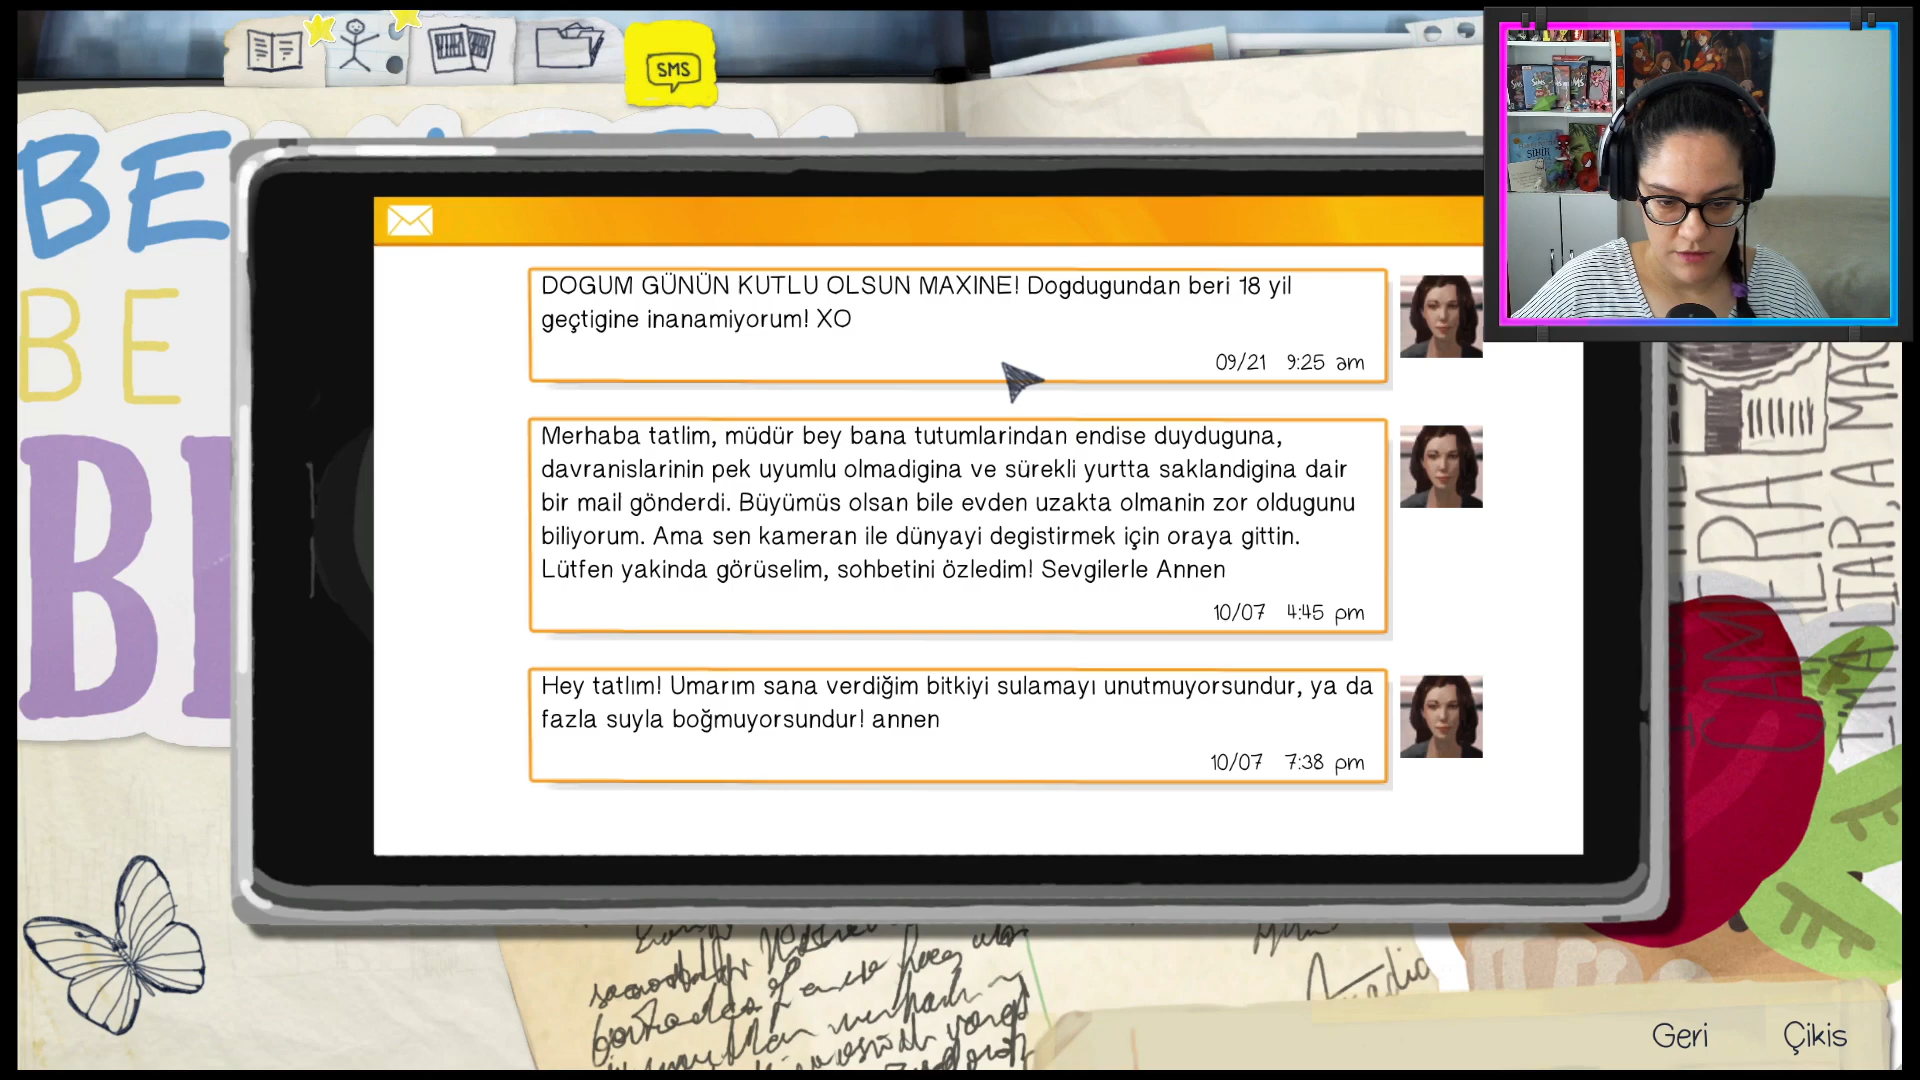 SMS
BE
BE
DOGUM GÜNÜN KUTLU OLSUN MAXINE! Dogdugundan beri 18 yil
geçtigine inanamiyorum! XO
09/21 9:25 am
Merhaba tatlim, müdür bey bana tutumlarindan endise duyduguna,
davranislarinin pek uyumlu olmadigina ve sürekli yurtta saklandigina dair
bir mail gönderdi. Büyümüs olsan bile evden uzakta olmanin zor oldugunu
biliyorum. Ama sen kameran ile dünyayi degistirmek için oraya gittin.
Lütfen yakinda görüselim, sohbetini özledim! Sevgilerle Annen
10/07 4:45 pm
Hey tatlım! Umarım sana verdiğim bitkiyi sulamayı unutmuyorsundur, ya da
fazla suyla boğmuyorsundur! annen
10/07 7:38 pm
Geri Çikis